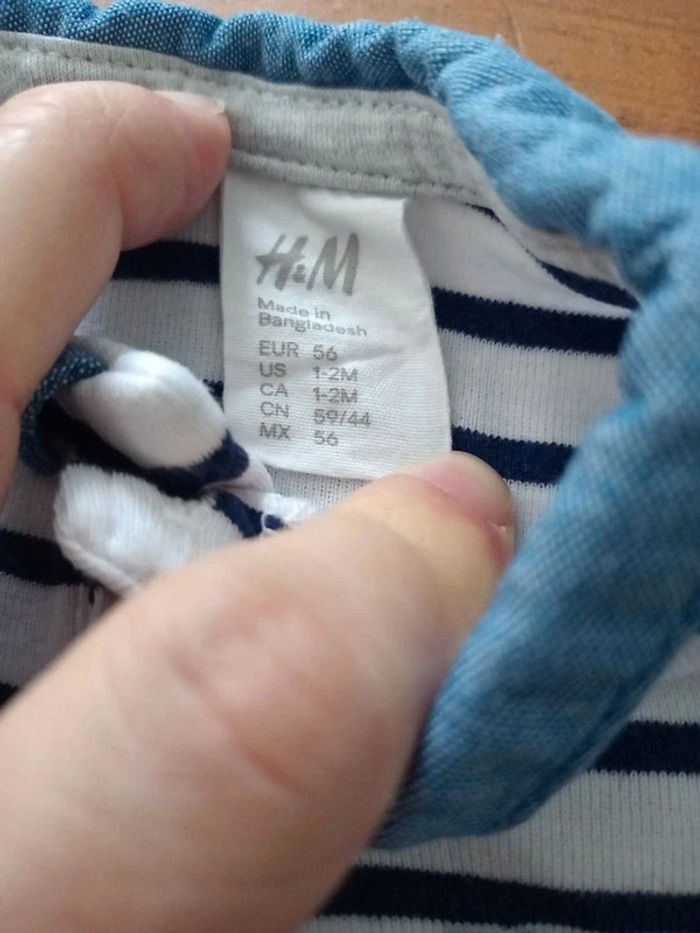 H&M
Made in
Bangladesh
EUR 56
US 1-2M
CA 1-2M
CN 59/44
MX 56